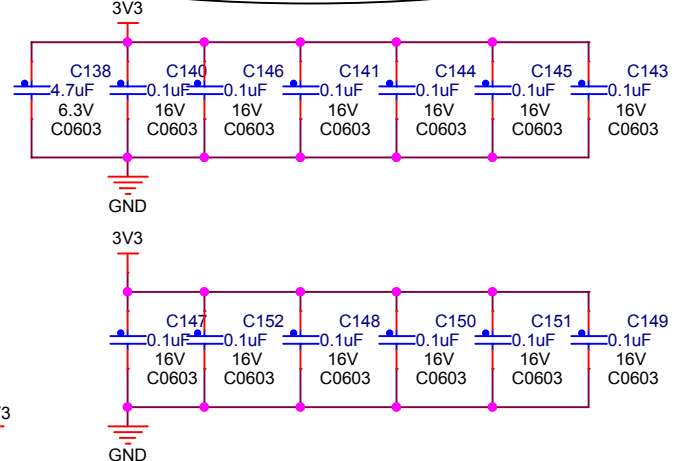 3V3
C138 C140 C146 C141 C144 C145 C143
4.7uF 0.1uF 0.1uF 0.1uF 0.1uF 0.1uF 0.1uF
6.3V 16V 16V 16V 16V 16V 16V
C0603 C0603 C0603 C0603 C0603 C0603 C0603
GND
3V3
C147 C152 C148 C150 C151 C149
0.1uF 0.1uF 0.1uF 0.1uF 0.1uF 0.1uF
16V 16V 16V 16V 16V 16V
C0603 C0603 C0603 C0603 C0603 C0603
GND